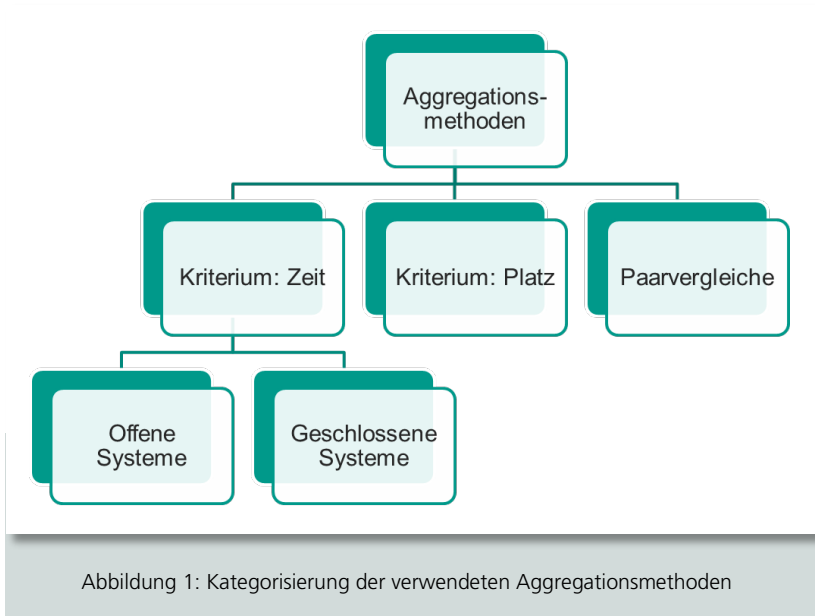 Aggregations-
methoden
Kriterium: Zeit
Kriterium: Platz
Paarvergleiche
Offene
Systeme
Geschlossene
Systeme
Abbildung 1: Kategorisierung der verwendeten Aggregationsmethoden